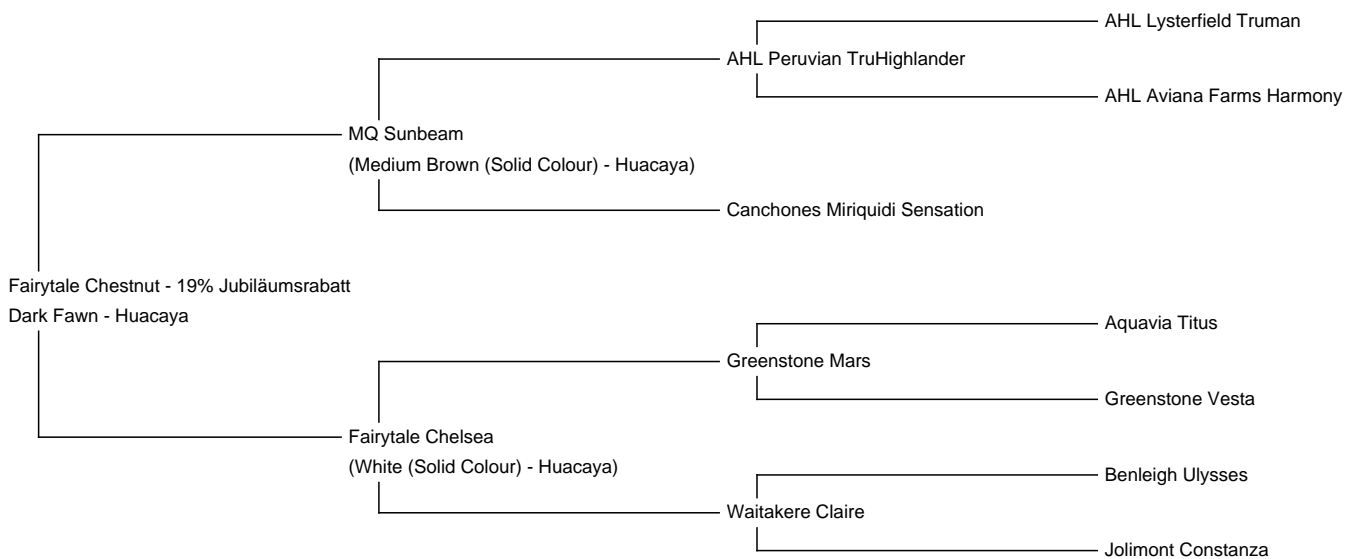 AHL Lysterfield Truman
AHL Peruvian TruHighlander
AHL Aviana Farms Harmony
MQ Sunbeam
(Medium Brown (Solid Colour) - Huacaya)
Canchones Miriquidi Sensation
Fairytale Chestnut - 19% Jubiläumsrabatt
Dark Fawn - Huacaya
Aquavia Titus
Greenstone Mars
Greenstone Vesta
Fairytale Chelsea
(White (Solid Colour) - Huacaya)
Benleigh Ulysses
Waitakere Claire
Jolimont Constanza